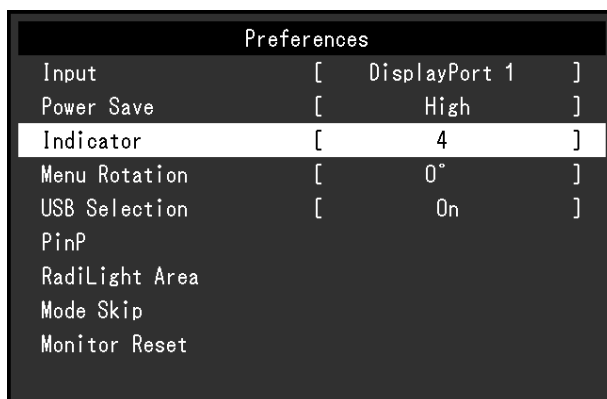 Preferences
Input [ DisplayPort 1 ]
Power Save [ High ]
Indicator [ 4 ]
Menu Rotation [ 0° ]
USB Selection [ On ]
PinP
RadiLight Area
Mode Skip
Monitor Reset